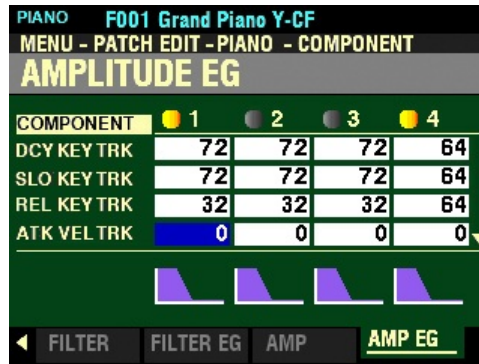 PIANO F001 Grand Piano Y-CF
MENU - PATCH EDIT - PIANO - COMPONENT
AMPLITUDE EG
COMPONENT 1 2 3 4
DCY KEY TRK 72 72 72 64
SLO KEY TRK 72 72 72 64
REL KEY TRK 32 32 32 64
ATK VEL TRK 0 0 0 0
FILTER FILTER EG AMP AMP EG